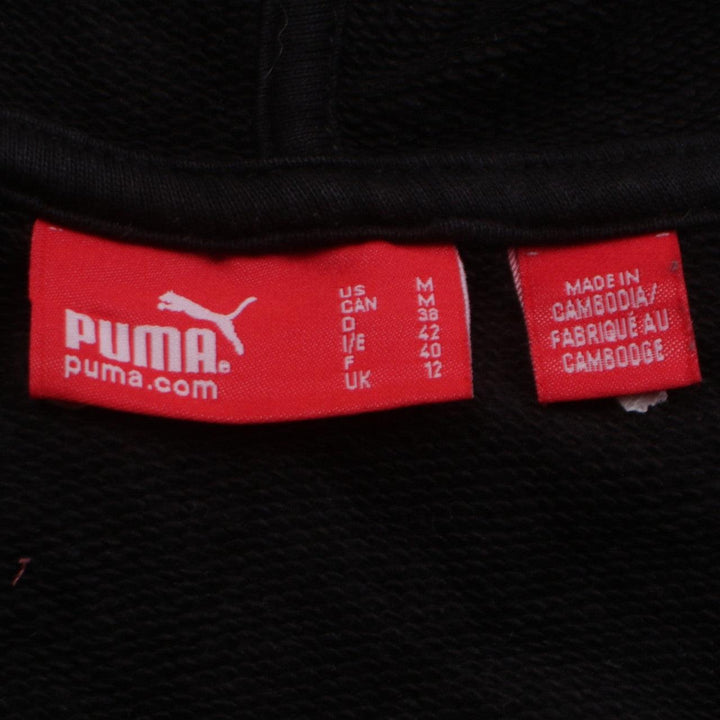 PUMA®
puma.com
US M
CAN M
D 38
I/E 42
F 40
UK 12
MADE IN
CAMBODIA/
FABRIQUÉ AU
CAMBODGE